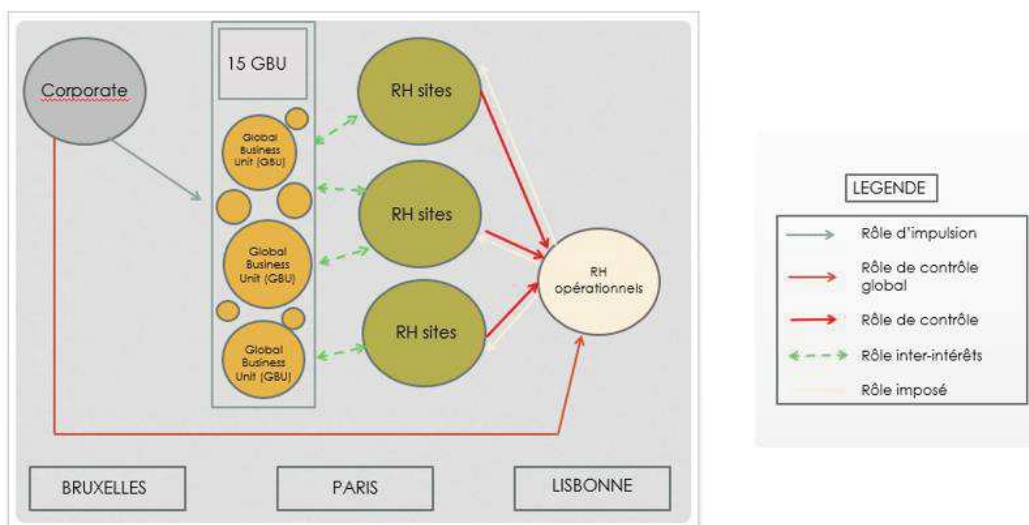 Corporate
15 GBU
Global
Business
Unit (GBU)
Global
Business
Unit (GBU)
Global
Business
Unit (GBU)
RH sites
RH sites
RH sites
RH
opérationnels
BRUXELLES
PARIS
LISBONNE
LEGENDE
Rôle d'impulsion
Rôle de contrôle
global
Rôle de contrôle
Rôle inter-intérêts
Rôle imposé